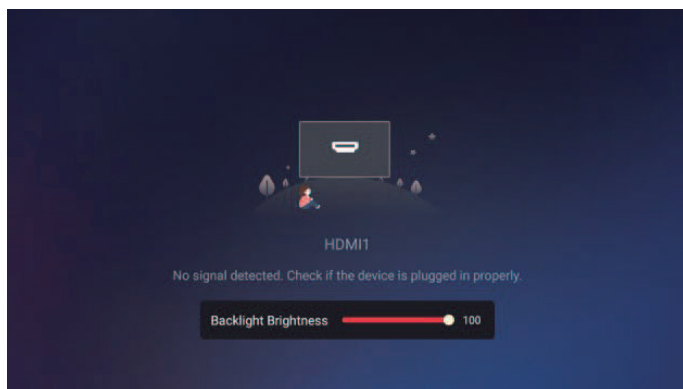 HDMI1
No signal detected. Check if the device is plugged in properly.
Backlight Brightness 100